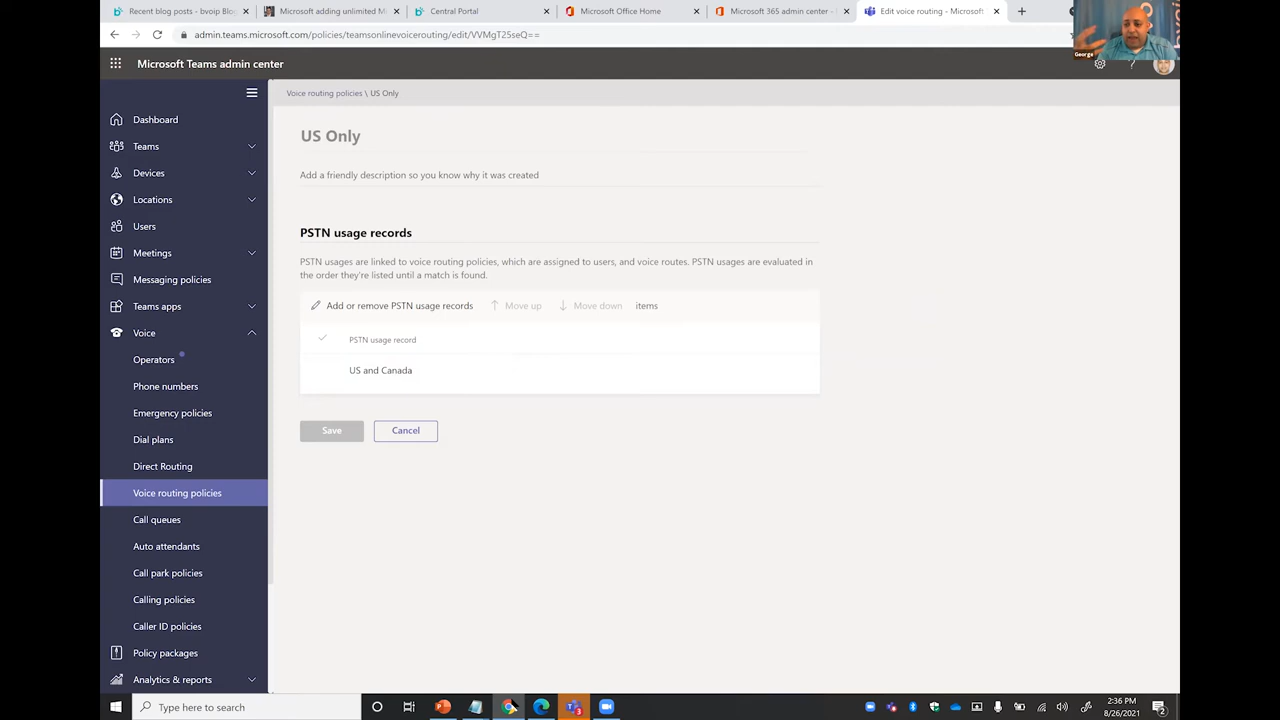 Recent blog posts - bvoip Blog
Microsoft adding unlimited M
Central Portal
Microsoft Office Home
Microsoft 365 admin center -
Edit voice routing - Microsoft
admin.teams.microsoft.com/policies/teamsonlinevoicerouting/edit/VVMgT25seQ==
George
Microsoft Teams admin center
Voice routing policies \ US Only
Dashboard
Teams
Devices
Locations
Users
Meetings
Messaging policies
Teams apps
Voice
Operators
Phone numbers
Emergency policies
Dial plans
Direct Routing
Voice routing policies
Call queues
Auto attendants
Call park policies
Calling policies
Caller ID policies
Policy packages
Analytics & reports
US Only
Add a friendly description so you know why it was created
PSTN usage records
PSTN usages are linked to voice routing policies, which are assigned to users, and voice routes. PSTN usages are evaluated in
the order they're listed until a match is found.
Add or remove PSTN usage records Move up Move down items
PSTN usage record
US and Canada
Save Cancel
Type here to search
3
2:36 PM
8/26/2021
2